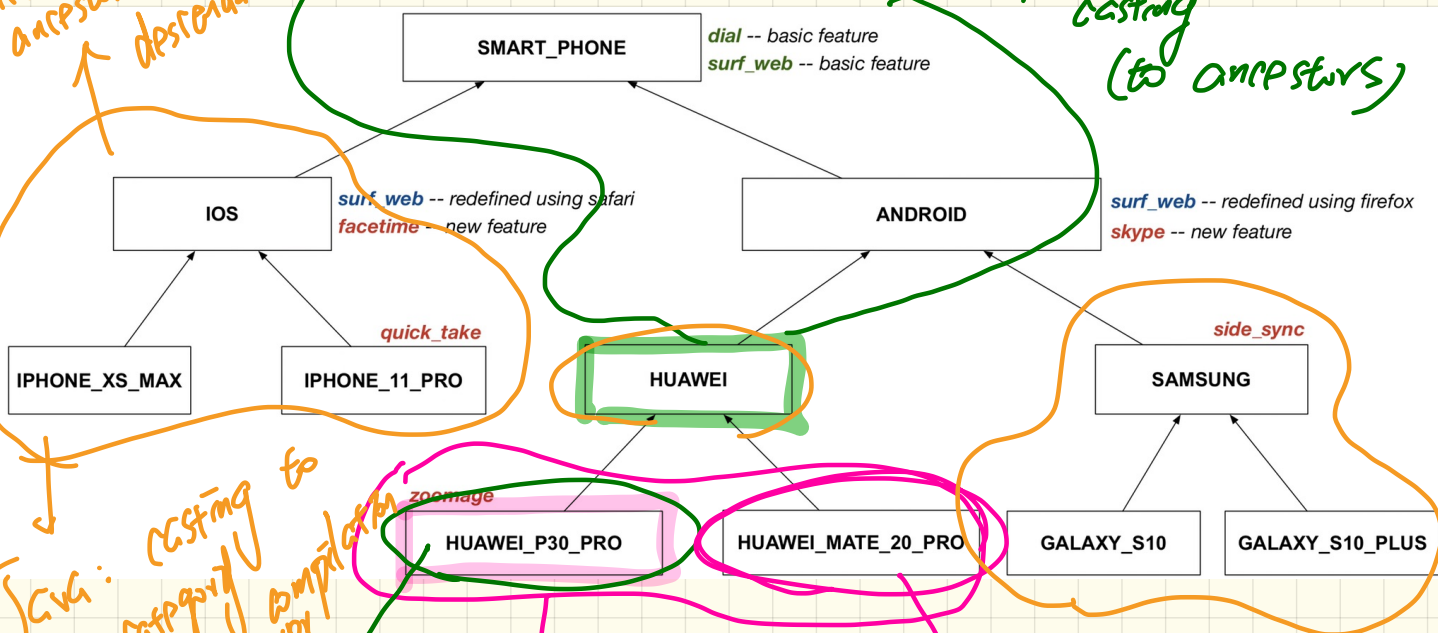 casting
(to ancestors)
SMART_PHONE
dial -- basic feature
surf_web -- basic feature
IOS
surf_web -- redefined using safari
facetime -- new feature
ANDROID
surf_web -- redefined using firefox
skype -- new feature
quick_take
side_sync
IPHONE_XS_MAX
IPHONE_11_PRO
HUAWEI
SAMSUNG
zoomage
HUAWEI_P30_PRO
HUAWEI_MATE_20_PRO
GALAXY_S10
GALAXY_S10_PLUS
Java: casting to
compilation